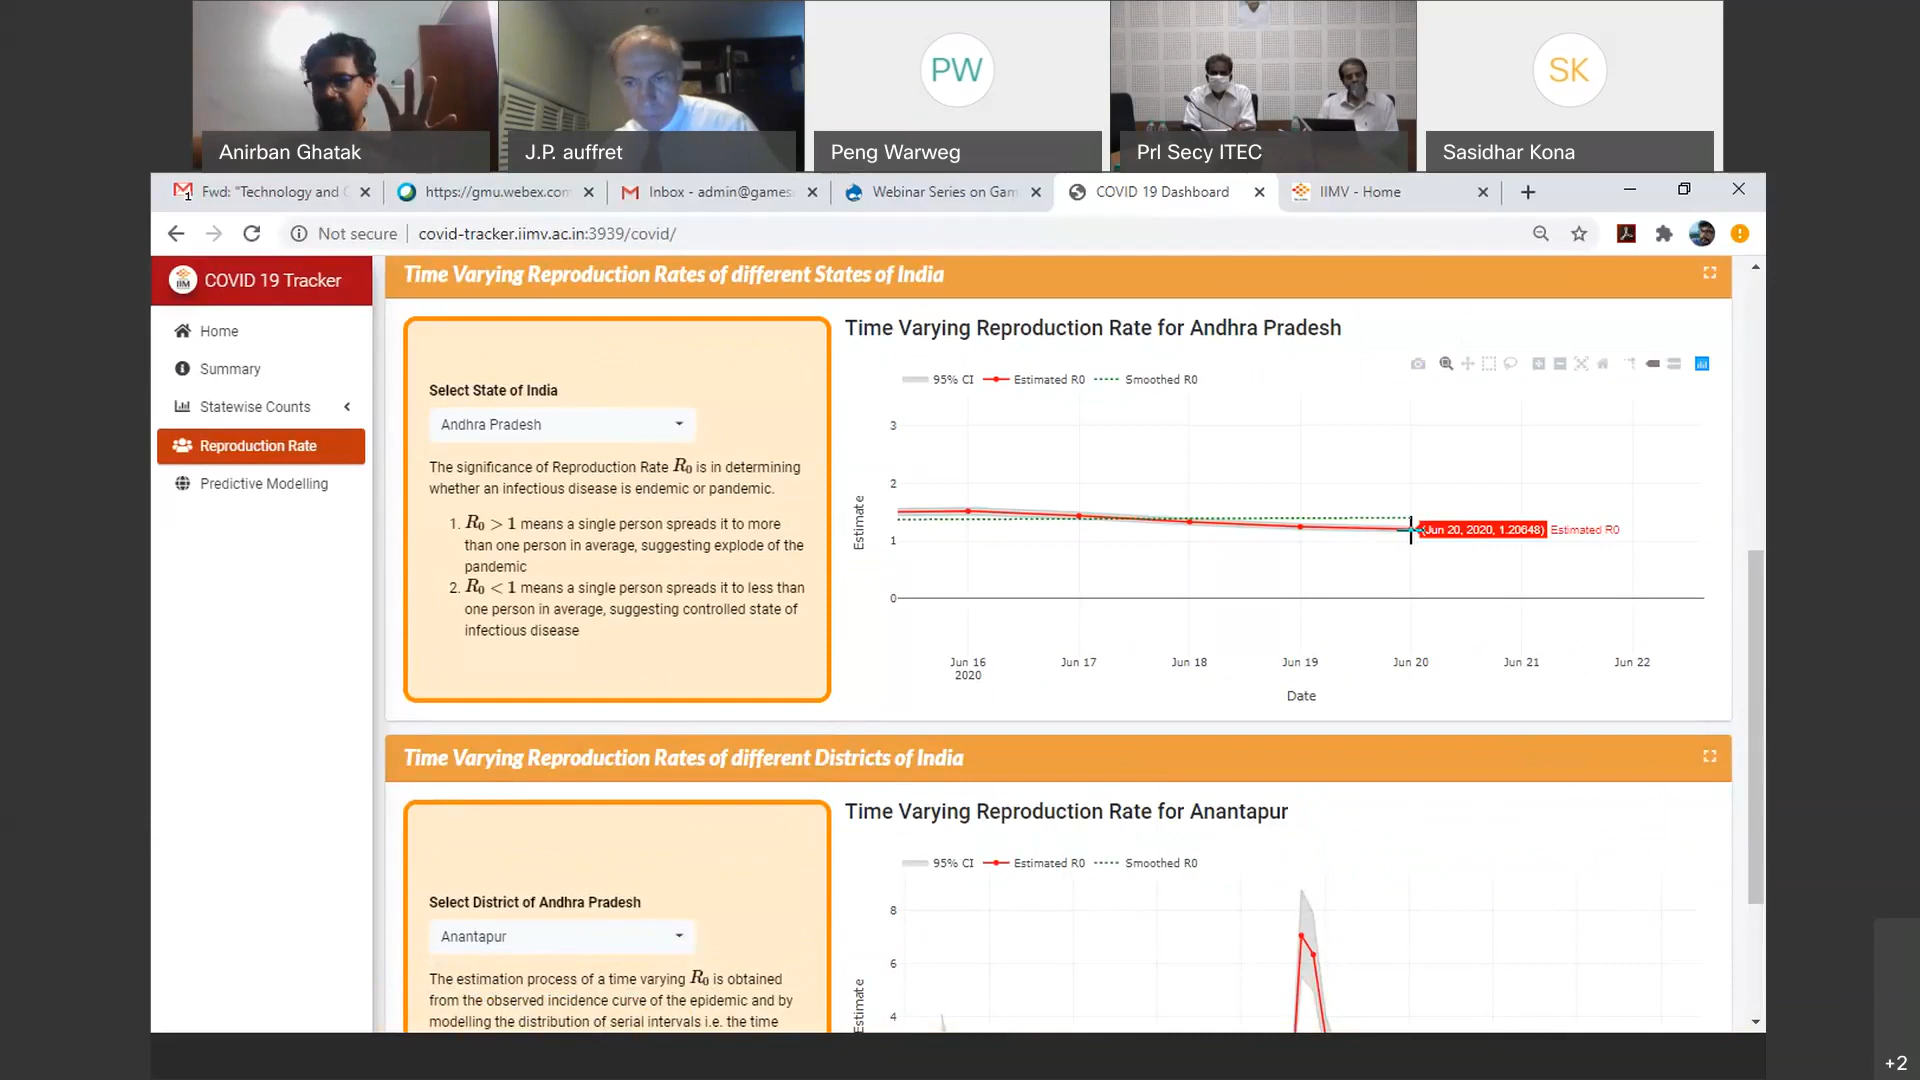 Anirban Ghatak
J.P. auffret
PW
Peng Warweg
Prl Secy ITEC
SK
Sasidhar Kona
Fwd: "Technology and
https://gmu.webex.com
Inbox - admin@games
Webinar Series on Gam
COVID 19 Dashboard
IIMV - Home
Not secure
covid-tracker.iimv.ac.in:3939/covid/
IIM
COVID 19 Tracker
Home
Summary
Statewise Counts
Reproduction Rate
Predictive Modelling
Time Varying Reproduction Rates of different States of India
Select State of India
Andhra Pradesh
The significance of Reproduction Rate R0 is in determining
whether an infectious disease is endemic or pandemic.
1. R0 > 1 means a single person spreads it to more
than one person in average, suggesting explode of the
pandemic
2. R0 < 1 means a single person spreads it to less than
one person in average, suggesting controlled state of
infectious disease
Time Varying Reproduction Rate for Andhra Pradesh
95% CI Estimated R0 Smoothed R0
3
2
1
0
Estimate
(Jun 20, 2020, 1.20648) Estimated R0
Jun 16 Jun 17 Jun 18 Jun 19 Jun 20 Jun 21 Jun 22
2020
Date
Time Varying Reproduction Rates of different Districts of India
Select District of Andhra Pradesh
Anantapur
The estimation process of a time varying R0 is obtained
from the observed incidence curve of the epidemic and by
modelling the distribution of serial intervals i.e. the time
Time Varying Reproduction Rate for Anantapur
95% CI Estimated R0 Smoothed R0
8
6
4
Estimate
+2